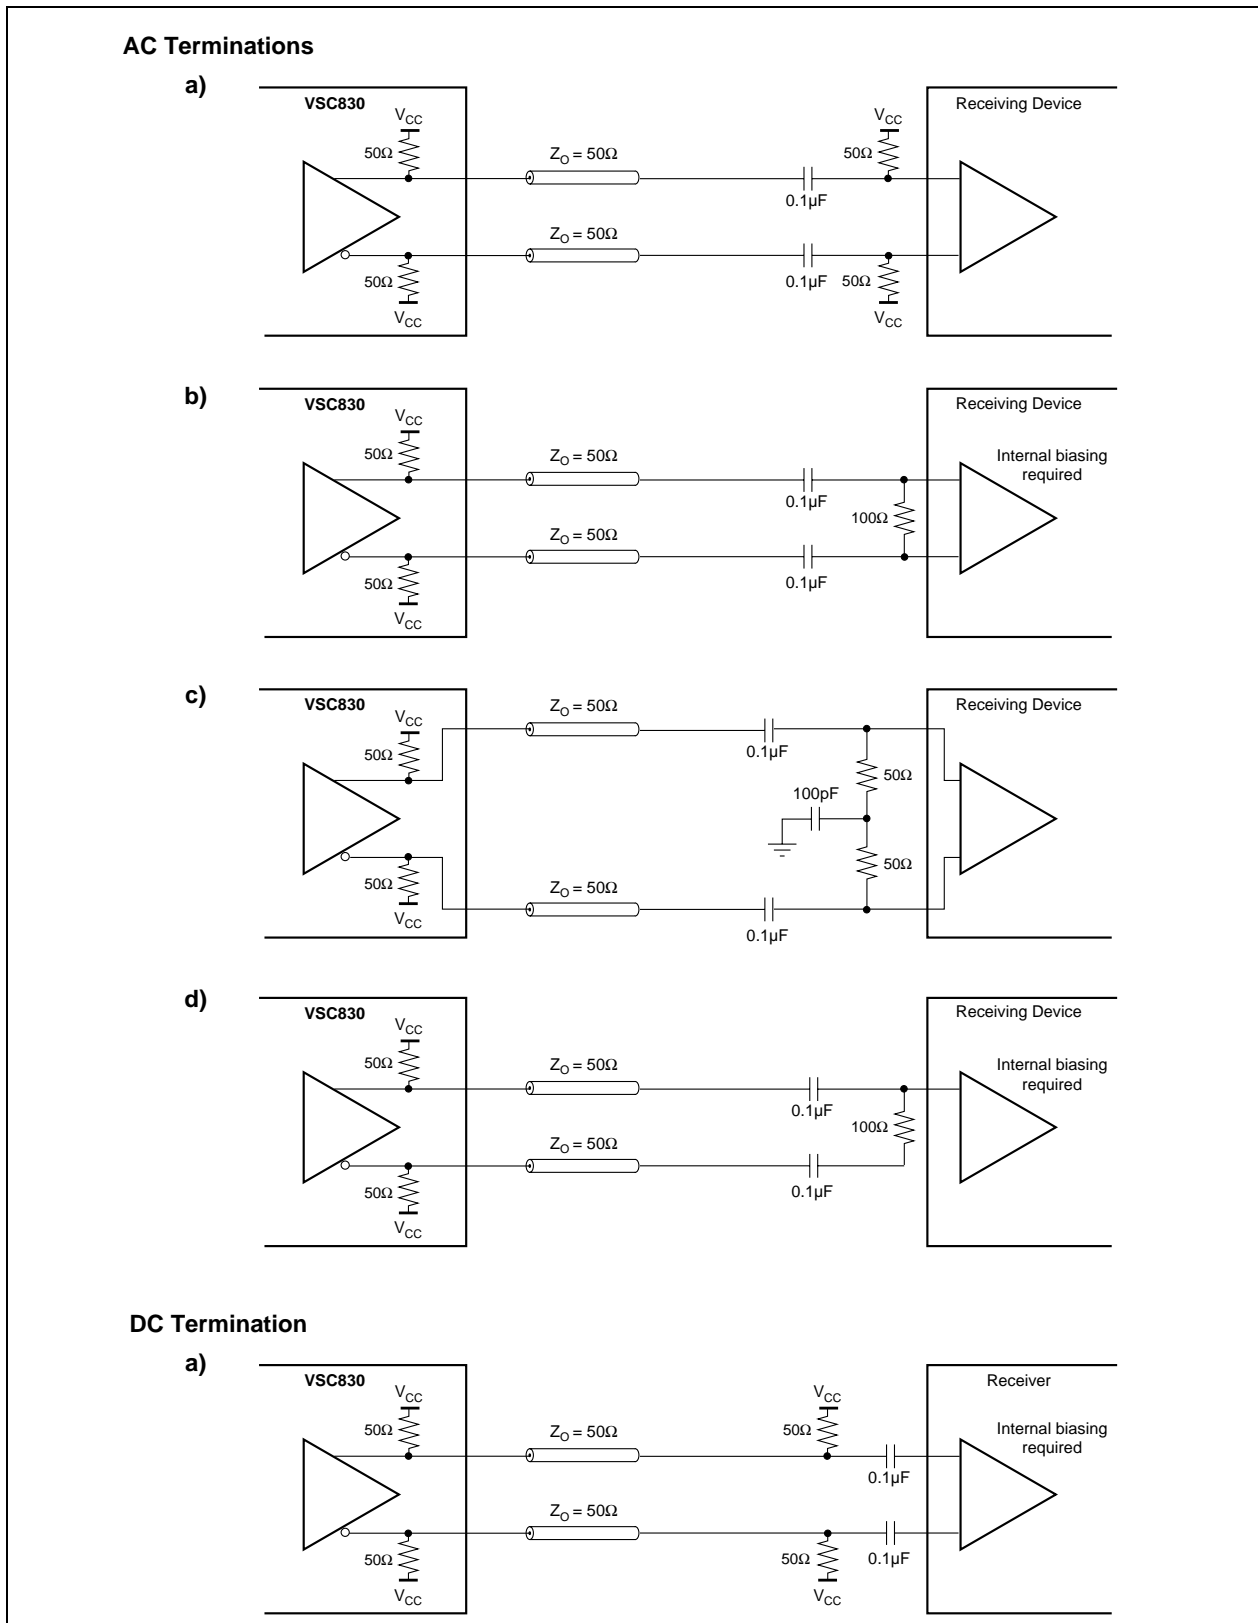 AC Terminations
a)
VSC830
Receiving Device
VCC
VCC
50Ω
ZO = 50Ω
50Ω
0.1µF
ZO = 50Ω
50Ω
0.1µF
50Ω
VCC
VCC
b)
VSC830
Receiving Device
VCC
50Ω
ZO = 50Ω
Internal biasing
required
0.1µF
100Ω
ZO = 50Ω
50Ω
0.1µF
VCC
c)
VSC830
Receiving Device
VCC
ZO = 50Ω
50Ω
0.1µF
50Ω
100pF
50Ω
50Ω
ZO = 50Ω
VCC
0.1µF
d)
VSC830
Receiving Device
VCC
50Ω
ZO = 50Ω
Internal biasing
required
0.1µF
100Ω
ZO = 50Ω
50Ω
0.1µF
VCC
DC Termination
a)
VSC830
Receiver
VCC
VCC
50Ω
ZO = 50Ω
50Ω
Internal biasing
required
0.1µF
ZO = 50Ω
50Ω
50Ω
0.1µF
VCC
VCC